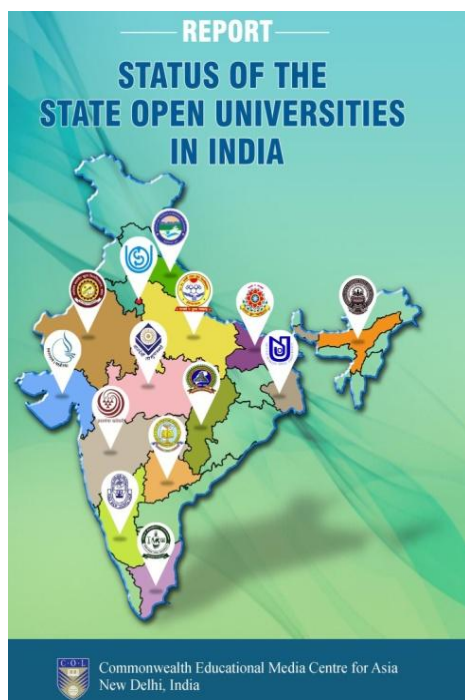 REPORT
STATUS OF THE
STATE OPEN UNIVERSITIES
IN INDIA
C·O·L
Commonwealth Educational Media Centre for Asia
New Delhi, India